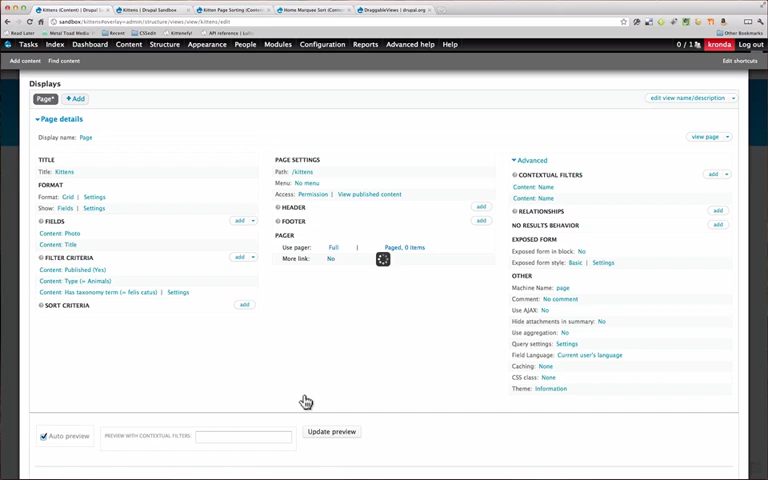 Kittens (Content) | Drupal S
Kittens | Drupal Sandbox
Kitten Page Sorting (Content
Home Marquee Sort (Content
DraggableViews | drupal.org
sandbox/kittens#overlay=admin/structure/views/view/kittens/edit
Read Later
Metal Toad Media
Recent
CSSedit
Kittenefy!
API reference | Lull
Other Bookmarks
Tasks Index Dashboard Content Structure Appearance People Modules Configuration Reports Advanced help Help
0 / 1
kronda
Log out
Add content Find content
Edit shortcuts
Displays
Page*
+ Add
edit view name/description
Page details
Display name: Page
view page
TITLE
Title: Kittens
FORMAT
Format: Grid | Settings
Show: Fields | Settings
FIELDS
add
Content: Photo
Content: Title
FILTER CRITERIA
add
Content: Published (Yes)
Content: Type (= Animals)
Content: Has taxonomy term (= felis catus) | Settings
SORT CRITERIA
add
PAGE SETTINGS
Path: /kittens
Menu: No menu
Access: Permission | View published content
HEADER
add
FOOTER
add
PAGER
Use pager: Full | Paged, 0 items
More link: No
Advanced
CONTEXTUAL FILTERS
add
Content: Name
Content: Name
RELATIONSHIPS
add
NO RESULTS BEHAVIOR
add
EXPOSED FORM
Exposed form in block: No
Exposed form style: Basic | Settings
OTHER
Machine Name: page
Comment: No comment
Use AJAX: No
Hide attachments in summary: No
Use aggregation: No
Query settings: Settings
Field Language: Current user's language
Caching: None
CSS class: None
Theme: Information
Auto preview
PREVIEW WITH CONTEXTUAL FILTERS:
Update preview